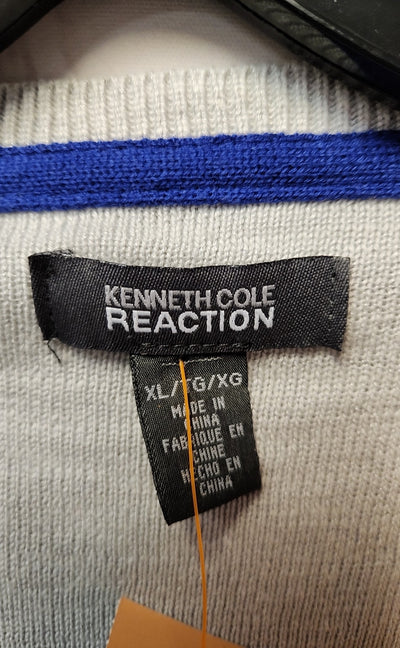 KENNETH COLE
REACTION
XL/TG/XG
MADE IN
CHINA
FABRIQUE EN
CHINE
HECHO EN
CHINA